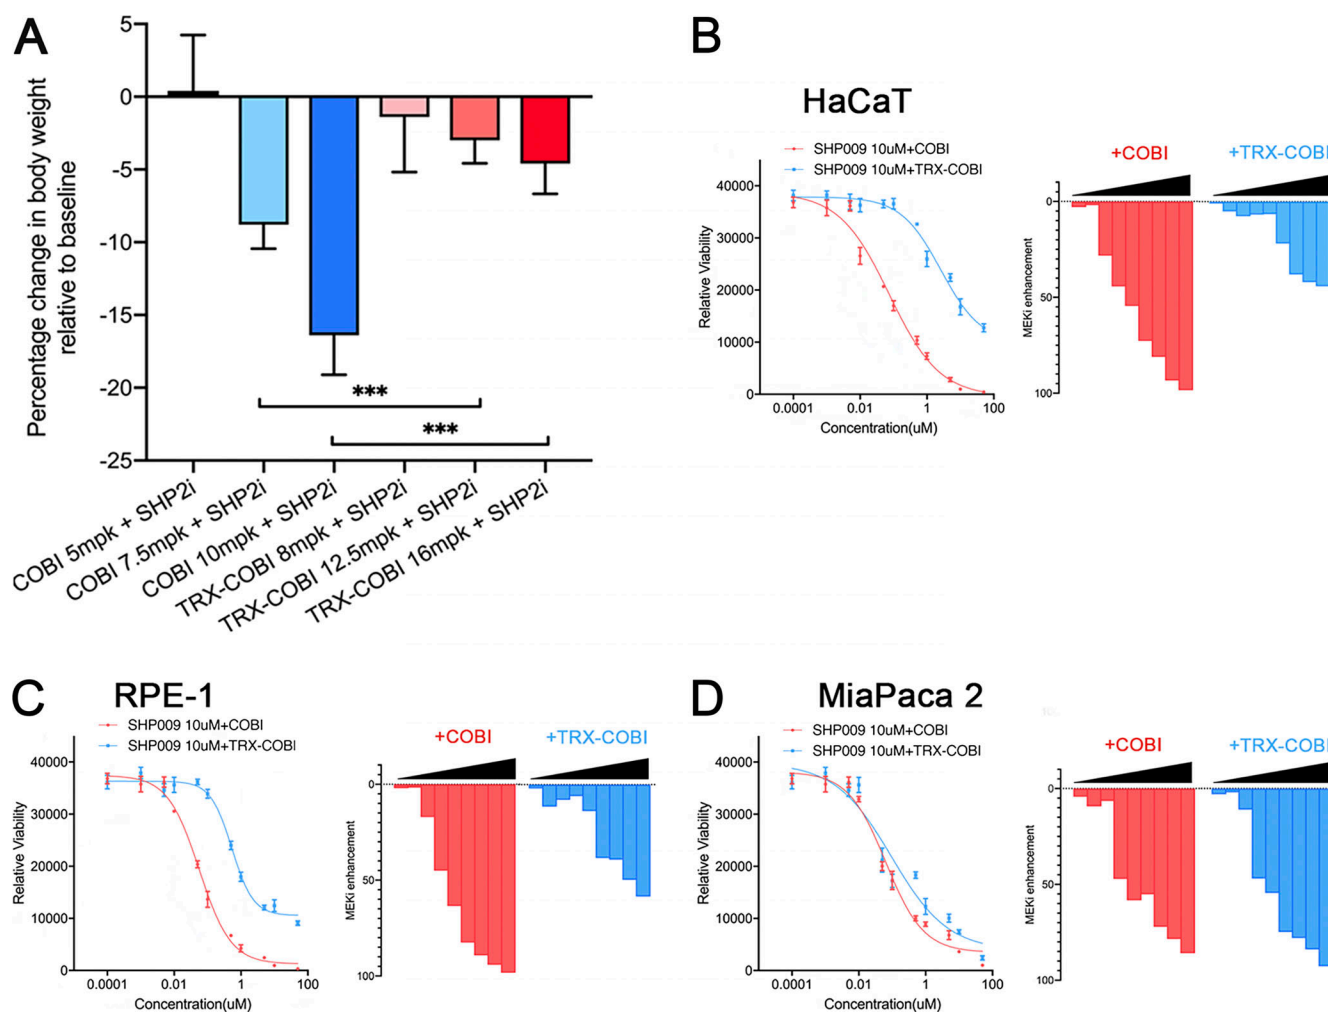 A
Percentage change in body weight
relative to baseline
5
0
-5
-10
-15
-20
-25
***
***
COBI 5mpk + SHP2i
COBI 7.5mpk + SHP2i
COBI 10mpk + SHP2i
TRX-COBI 8mpk + SHP2i
TRX-COBI 12.5mpk + SHP2i
TRX-COBI 16mpk + SHP2i
B
HaCaT
SHP009 10uM+COBI
SHP009 10uM+TRX-COBI
Relative Viability
40000
30000
20000
10000
0
0.0001
0.01
1
100
Concentration(uM)
+COBI
+TRX-COBI
MEKi enhancement
0
50
100
C
RPE-1
SHP009 10uM+COBI
SHP009 10uM+TRX-COBI
Relative Viability
40000
30000
20000
10000
0
0.0001
0.01
1
100
Concentration(uM)
+COBI
+TRX-COBI
MEKi enhancement
0
50
100
D
MiaPaca 2
SHP009 10uM+COBI
SHP009 10uM+TRX-COBI
Relative Viability
40000
30000
20000
10000
0
0.0001
0.01
1
100
Concentration(uM)
+COBI
+TRX-COBI
MEKi enhancement
0
50
100